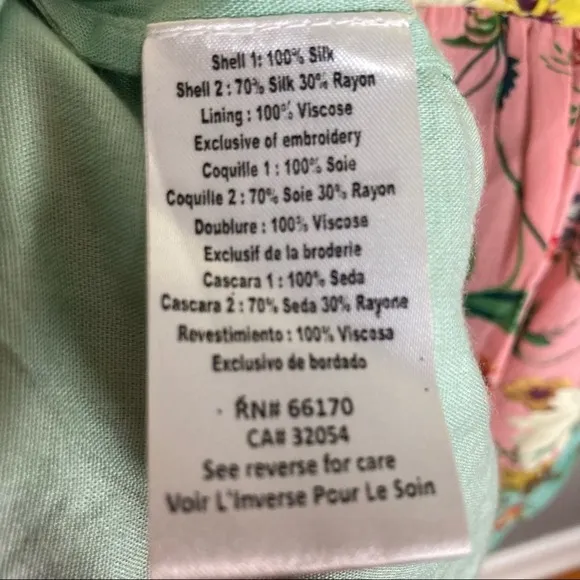 Shell 1: 100% Silk
Shell 2 : 70% Silk 30% Rayon
Lining : 100% Viscose
Exclusive of embroidery
Coquille 1 : 100% Soie
Coquille 2 : 70% Soie 30% Rayon
Doublure : 100% Viscose
Exclusif de la broderie
Cascara 1 : 100% Seda
Cascara 2 : 70% Seda 30% Rayone
Revestimiento : 100% Viscosa
Exclusivo de bordado
RN# 66170
CA# 32054
See reverse for care
Voir L'Inverse Pour Le Soin